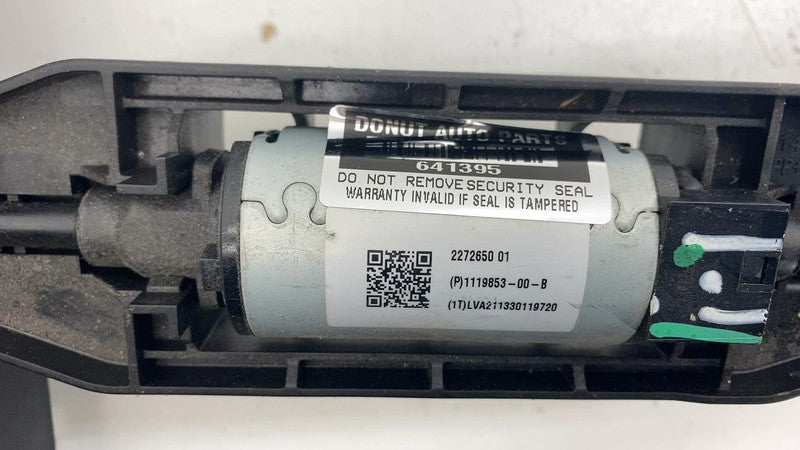 DONUT AUTO PARTS
641395
DO NOT REMOVE SECURITY SEAL
WARRANTY INVALID IF SEAL IS TAMPERED
2272650 01
(P)1119853-00-B
(1T)LVA211330119720